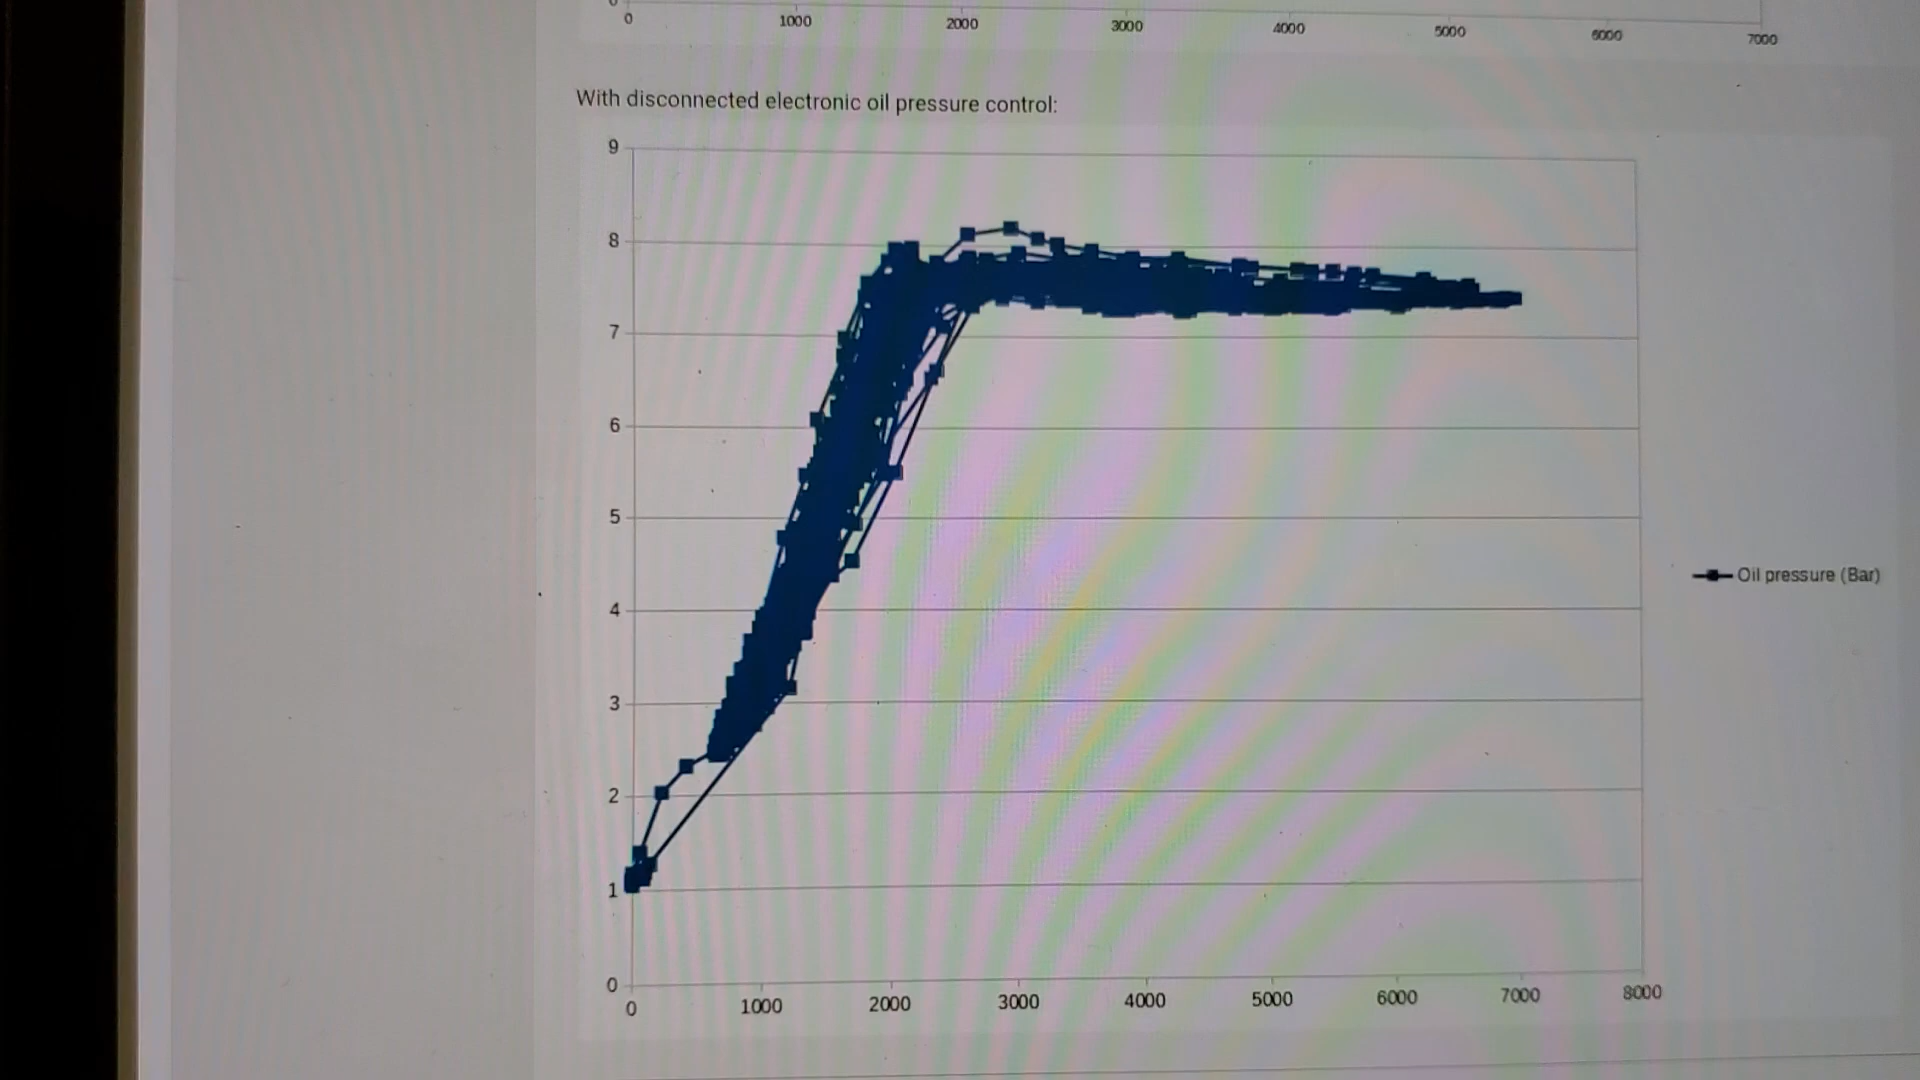 0
0 1000 2000 3000 4000 5000 6000 7000
With disconnected electronic oil pressure control:
9
8
7
6
5
4
3
2
1
0
Oil pressure (Bar)
0 1000 2000 3000 4000 5000 6000 7000 8000